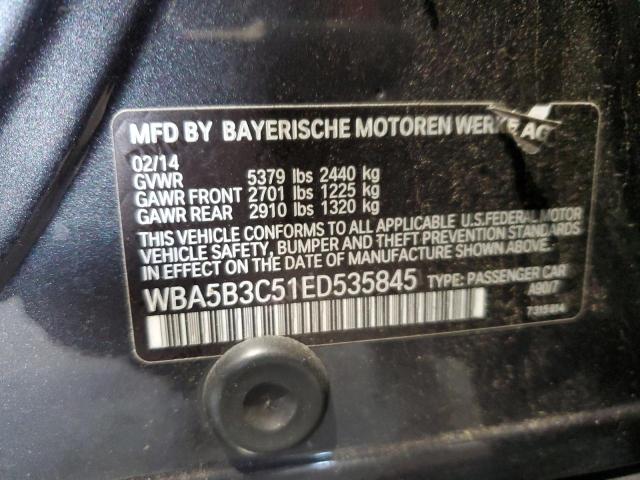 MFD BY BAYERISCHE MOTOREN WERKE AG
02/14
GVWR 5379 lbs 2440 kg
GAWR FRONT 2701 lbs 1225 kg
GAWR REAR 2910 lbs 1320 kg
THIS VEHICLE CONFORMS TO ALL APPLICABLE U.S.FEDERAL MOTOR
VEHICLE SAFETY, BUMPER AND THEFT PREVENTION STANDARDS
IN EFFECT ON THE DATE OF MANUFACTURE SHOWN ABOVE.
WBA5B3C51ED535845 TYPE: PASSENGER CAR
A90/7